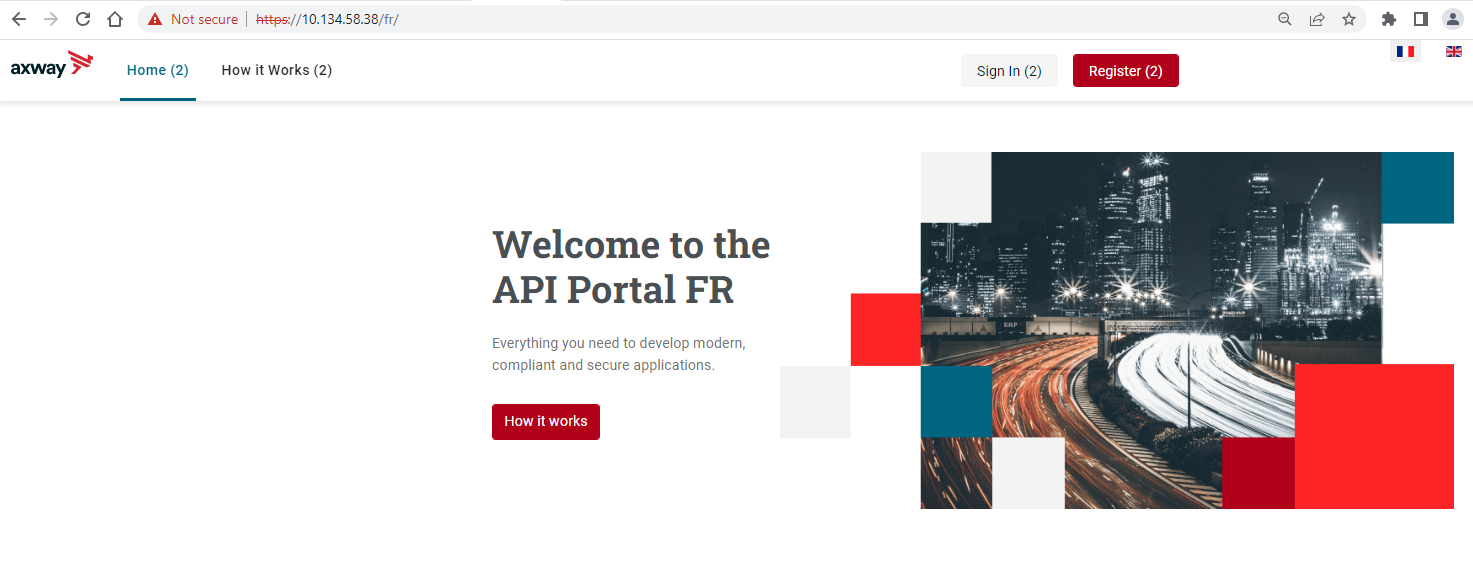 Not secure https://10.134.58.38/fr/
axway Home (2) How it Works (2) Sign In (2) Register (2)
Welcome to the
API Portal FR
Everything you need to develop modern,
compliant and secure applications.
How it works
ERP